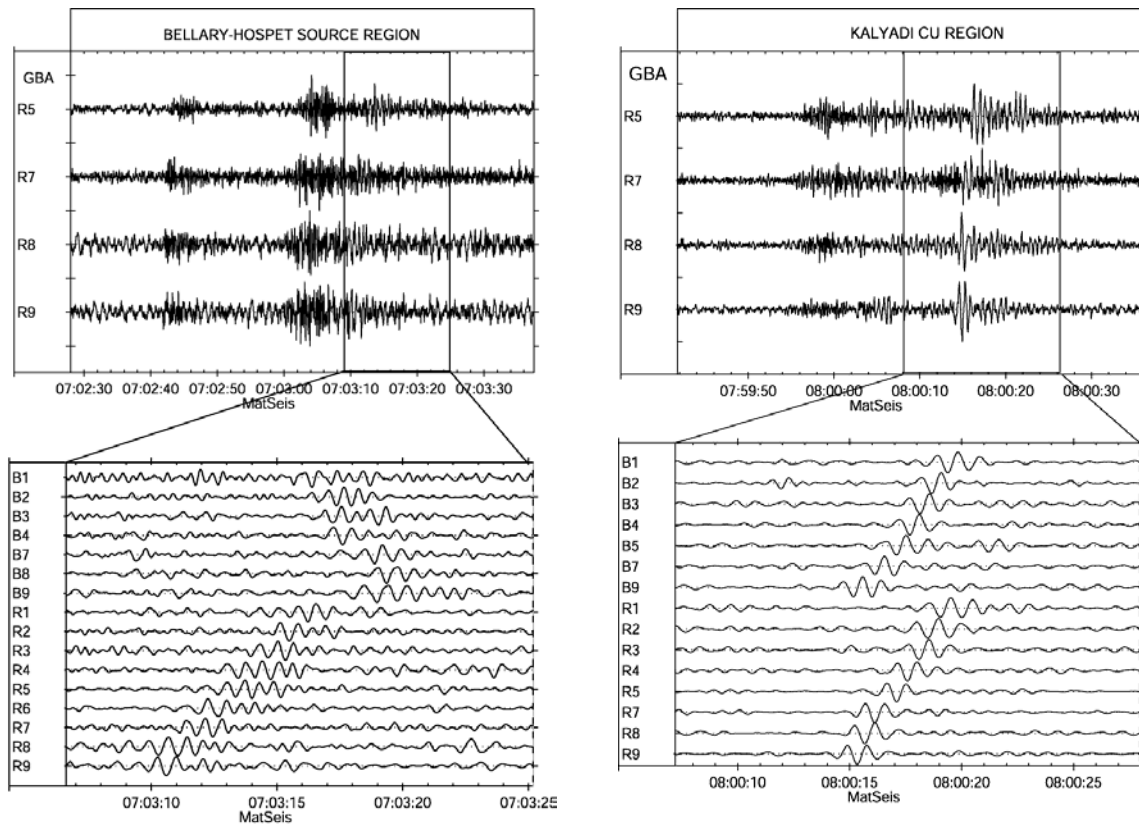 BELLARY-HOSPET SOURCE REGION
GBA
R5
R7
R8
R9
07:02:30 07:02:40 07:02:50 07:03:00 07:03:10 07:03:20 07:03:30
MatSeis
B1
B2
B3
B4
B7
B8
B9
R1
R2
R3
R4
R5
R6
R7
R8
R9
07:03:10 07:03:15 07:03:20 07:03:25
MatSeis
KALYADI CU REGION
GBA
R5
R7
R8
R9
07:59:50 08:00:00 08:00:10 08:00:20 08:00:30
MatSeis
B1
B2
B3
B4
B5
B7
B9
R1
R2
R3
R4
R5
R7
R8
R9
08:00:10 08:00:15 08:00:20 08:00:25
MatSeis